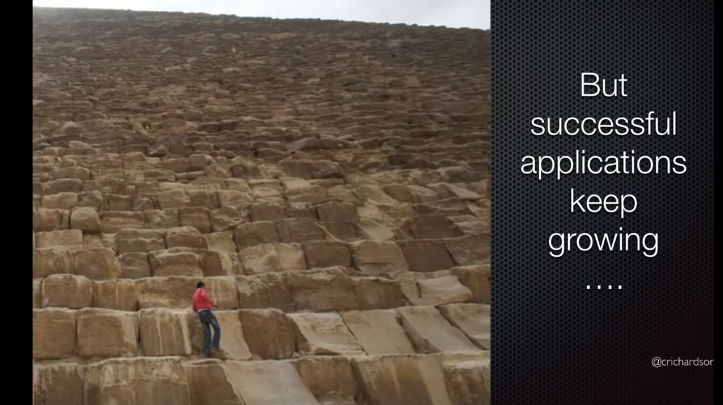 But
successful
applications
keep
growing
....
@crichardsor